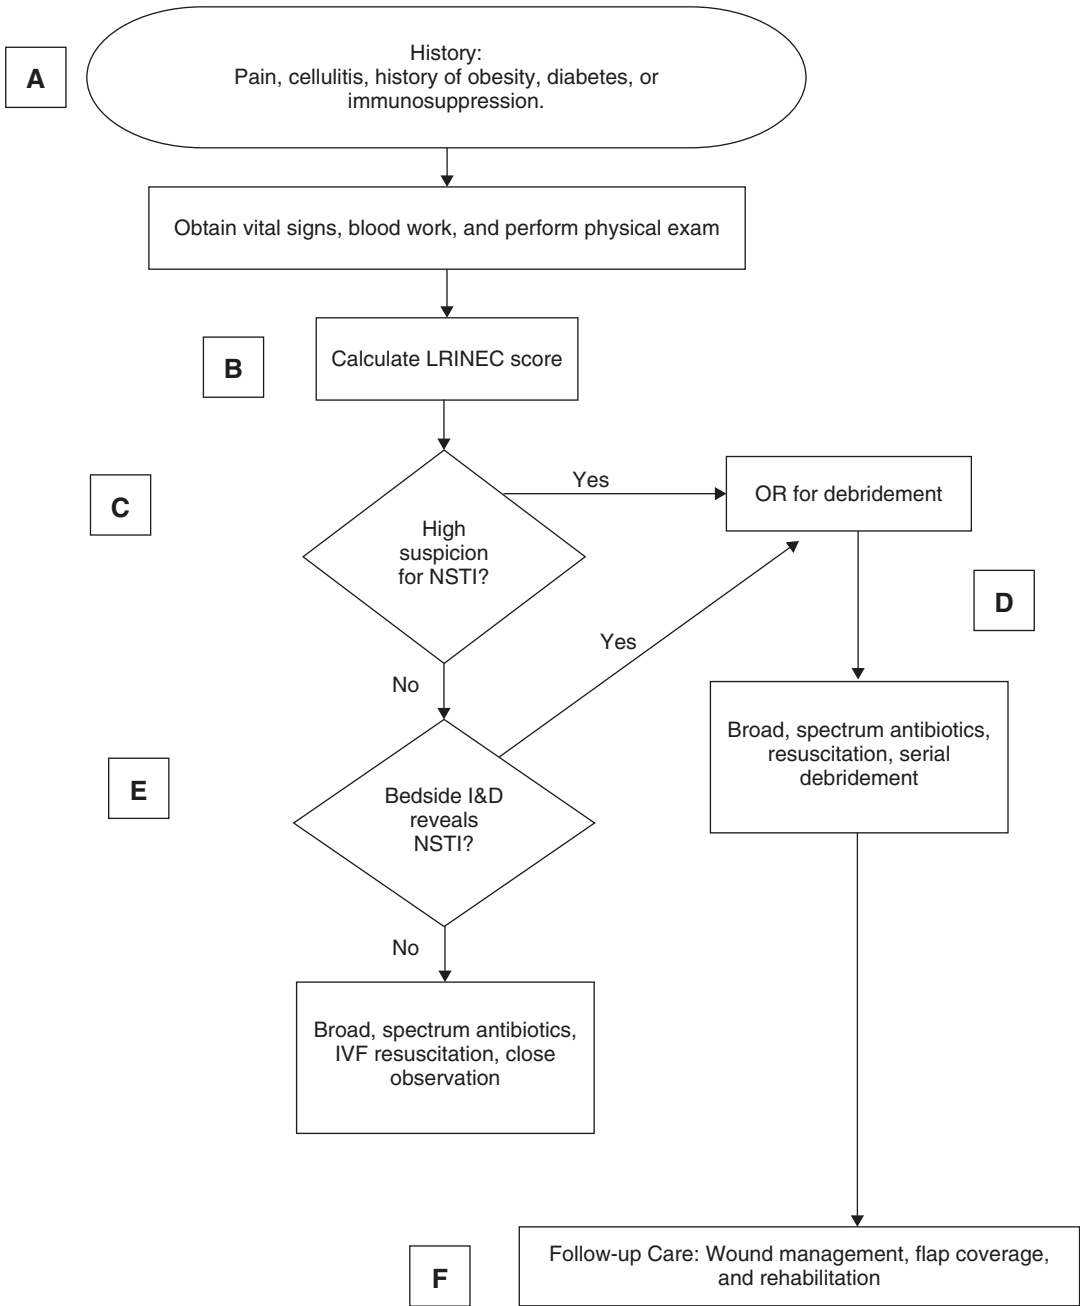 A
History:
Pain, cellulitis, history of obesity, diabetes, or
immunosuppression.
Obtain vital signs, blood work, and perform physical exam
B
Calculate LRINEC score
C
High
suspicion
for NSTI?
Yes
OR for debridement
D
No
Yes
Broad, spectrum antibiotics,
resuscitation, serial
debridement
E
Bedside I&D
reveals
NSTI?
No
Broad, spectrum antibiotics,
IVF resuscitation, close
observation
F
Follow-up Care: Wound management, flap coverage,
and rehabilitation